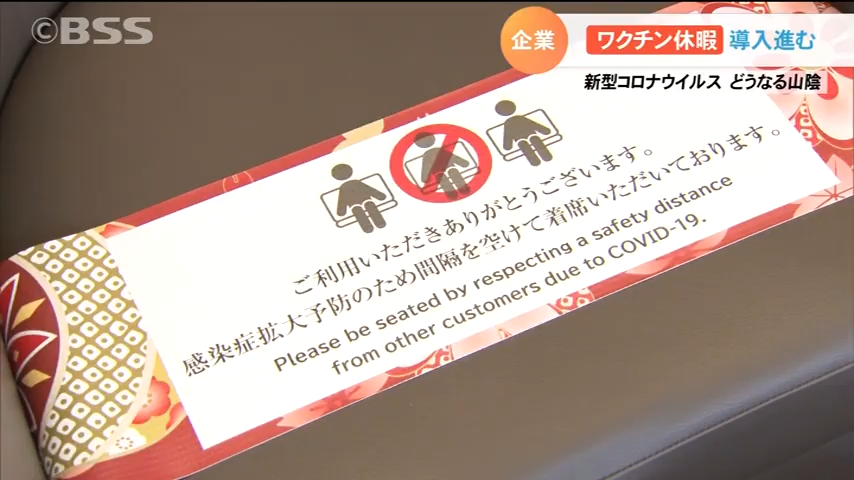 ©BSS
企業 ワクチン休暇 導入進む
新型コロナウイルス どうなる山陰
ご利用いただきありがとうございます。
感染症拡大予防のため間隔を空けて着席いただいております。
Please be seated by respecting a safety distance
from other customers due to COVID-19.